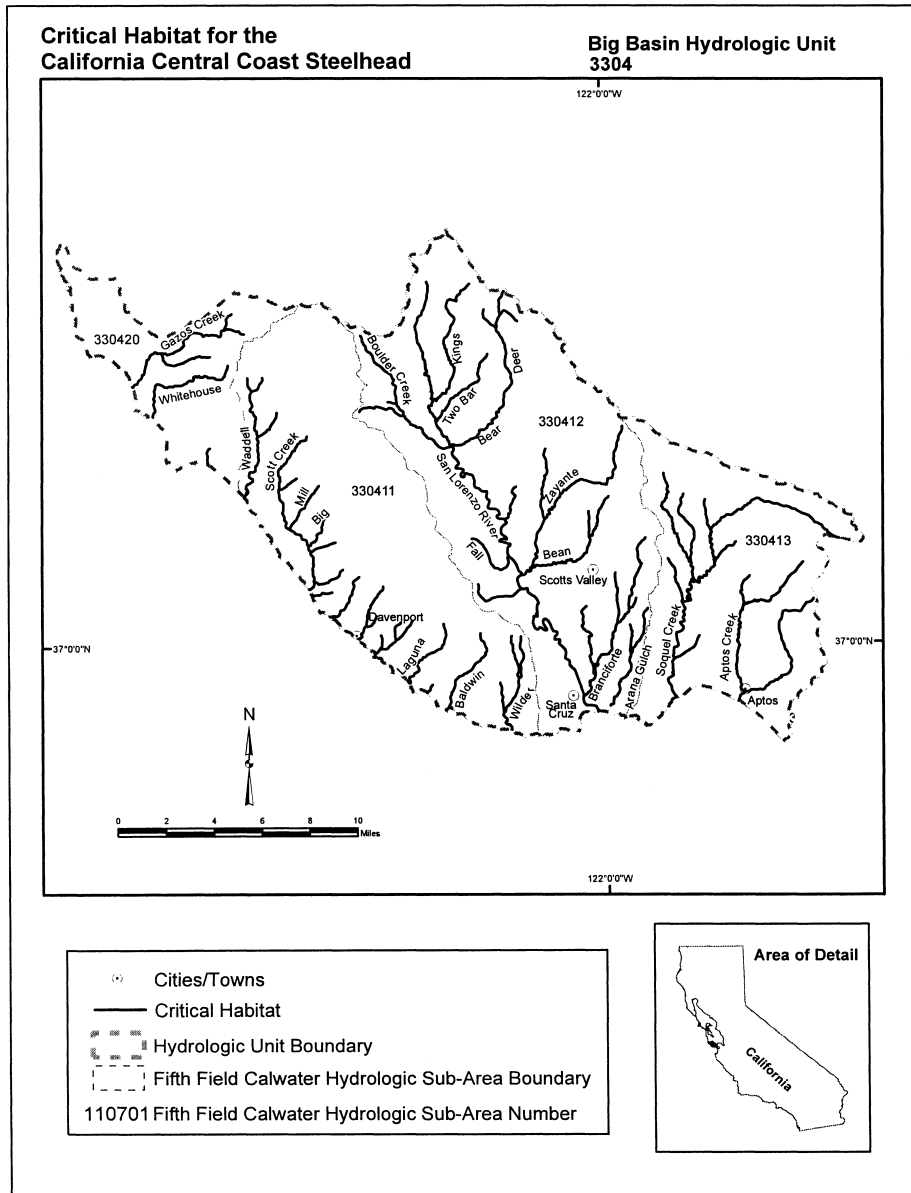 Critical Habitat for the
California Central Coast Steelhead
Big Basin Hydrologic Unit
3304
122°0'0"W
330420
Gazos Creek
Whitehouse
Boulder Creek
Kings
Deer
Two Bar
Bear
330412
Waddell
Scott Creek
Mill
Big
330411
San Lorenzo River
Zayante
Fall
Bean
Scotts Valley
330413
Davenport
Laguna
Baldwin
Wilder
Santa
Cruz
Branciforte
Arana Gulch
Soquel Creek
Aptos Creek
Aptos
37°0'0"N
37°0'0"N
N
0 2 4 6 8 10
Miles
122°0'0"W
Cities/Towns
Critical Habitat
Hydrologic Unit Boundary
Fifth Field Calwater Hydrologic Sub-Area Boundary
110701 Fifth Field Calwater Hydrologic Sub-Area Number
Area of Detail
California